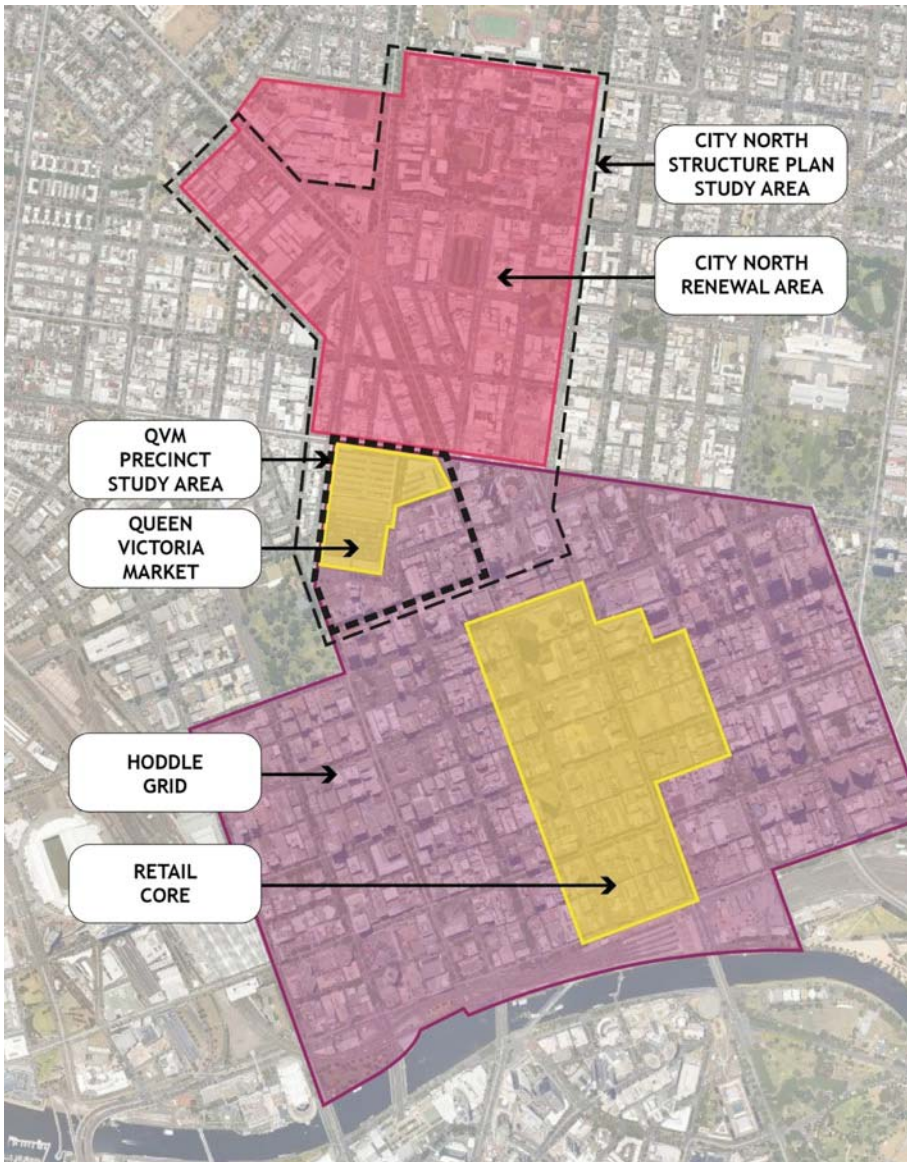 CITY NORTH
STRUCTURE PLAN
STUDY AREA
CITY NORTH
RENEWAL AREA
QVM
PRECINCT
STUDY AREA
QUEEN
VICTORIA
MARKET
HODDLE
GRID
RETAIL
CORE